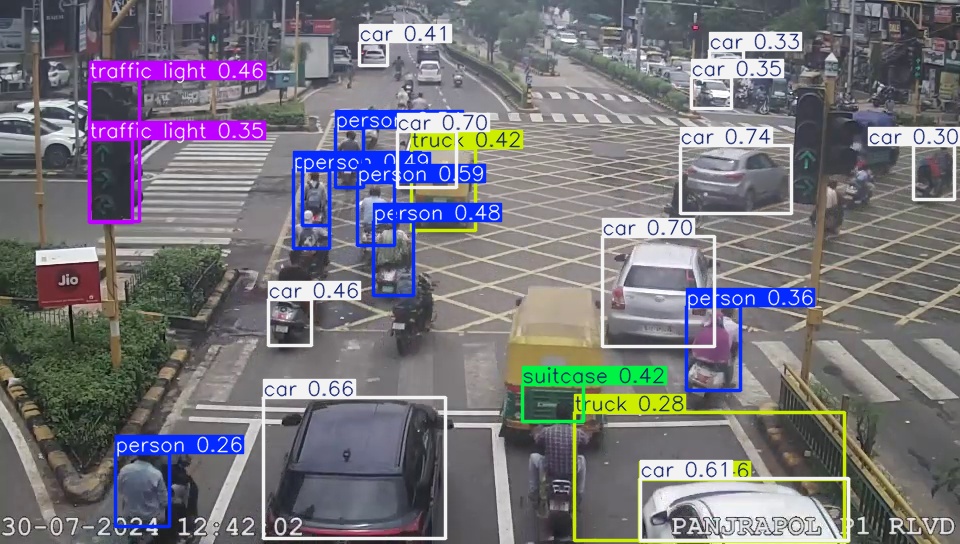 car 0.41
car 0.33
car 0.35
traffic light 0.46
traffic light 0.35
person
car 0.70
truck 0.42
car 0.74
car 0.30
person 0.49
person 0.59
person 0.48
car 0.70
Jio
car 0.46
person 0.36
suitcase 0.42
car 0.66
truck 0.28
person 0.26
car 0.61
30-07-2024 12:42:02
PANJRAPOL P1 RLVD